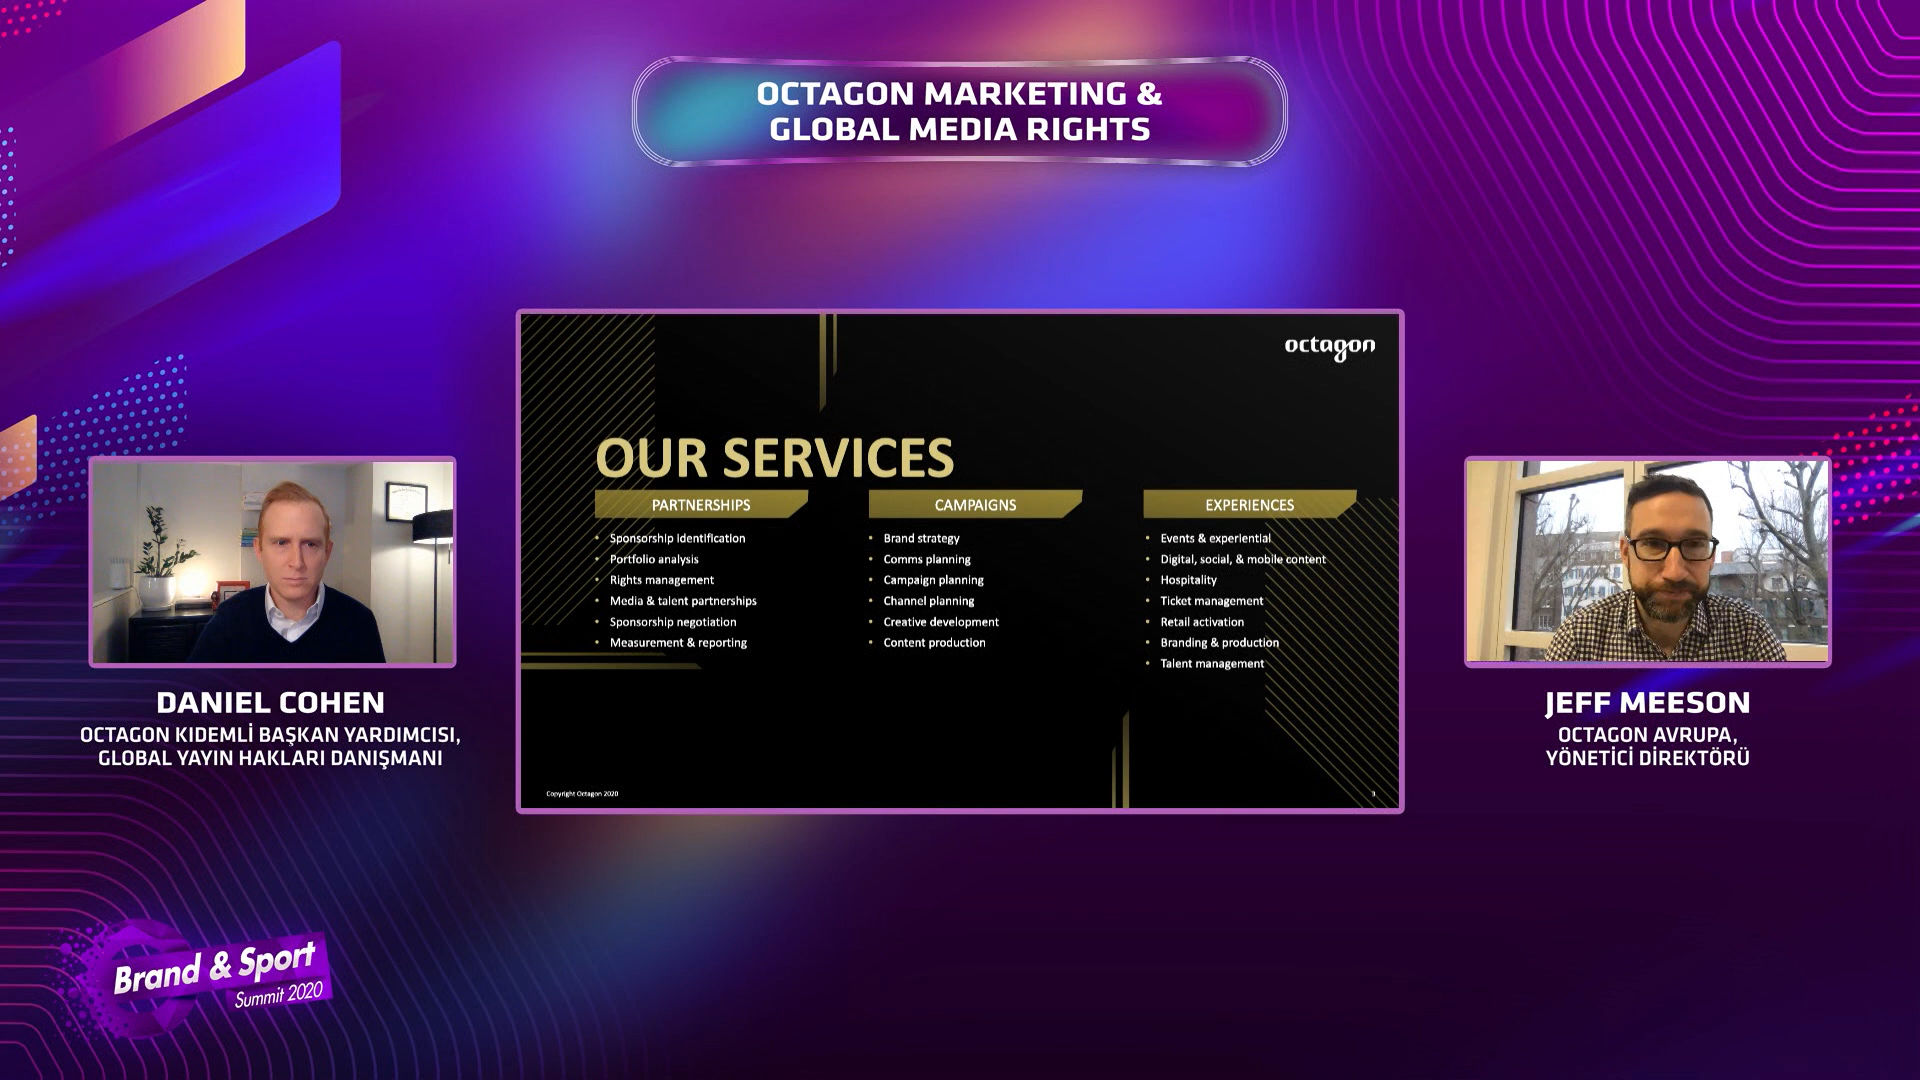 OCTAGON MARKETING &
GLOBAL MEDIA RIGHTS
octagon
OUR SERVICES
PARTNERSHIPS
• Sponsorship identification
• Portfolio analysis
• Rights management
• Media & talent partnerships
• Sponsorship negotiation
• Measurement & reporting
CAMPAIGNS
• Brand strategy
• Comms planning
• Campaign planning
• Channel planning
• Creative development
• Content production
EXPERIENCES
• Events & experiential
• Digital, social, & mobile content
• Hospitality
• Ticket management
• Retail activation
• Branding & production
• Talent management
Copyright Octagon 2020
3
DANIEL COHEN
OCTAGON KIDEMLİ BAŞKAN YARDIMCISI,
GLOBAL YAYIN HAKLARI DANIŞMANI
JEFF MEESON
OCTAGON AVRUPA,
YÖNETİCİ DİREKTÖRÜ
Brand & Sport
Summit 2020